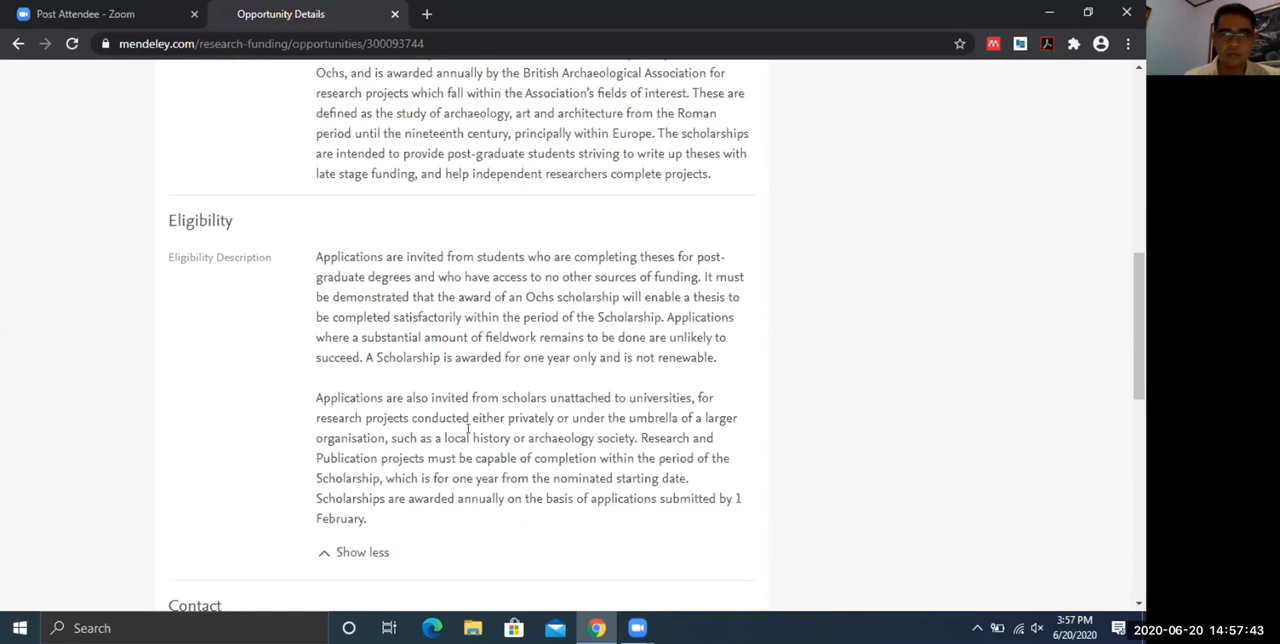 Post Attendee - Zoom
Opportunity Details
mendeley.com/research-funding/opportunities/300093744
Ochs, and is awarded annually by the British Archaeological Association for
research projects which fall within the Association's fields of interest. These are
defined as the study of archaeology, art and architecture from the Roman
period until the nineteenth century, principally within Europe. The scholarships
are intended to provide post-graduate students striving to write up theses with
late stage funding, and help independent researchers complete projects.
Eligibility
Eligibility Description
Applications are invited from students who are completing theses for post-
graduate degrees and who have access to no other sources of funding. It must
be demonstrated that the award of an Ochs scholarship will enable a thesis to
be completed satisfactorily within the period of the Scholarship. Applications
where a substantial amount of fieldwork remains to be done are unlikely to
succeed. A Scholarship is awarded for one year only and is not renewable.
Applications are also invited from scholars unattached to universities, for
research projects conducted either privately or under the umbrella of a larger
organisation, such as a local history or archaeology society. Research and
Publication projects must be capable of completion within the period of the
Scholarship, which is for one year from the nominated starting date.
Scholarships are awarded annually on the basis of applications submitted by 1
February.
Show less
Contact
Search
3:57 PM
6/20/2020
2020-06-20 14:57:43